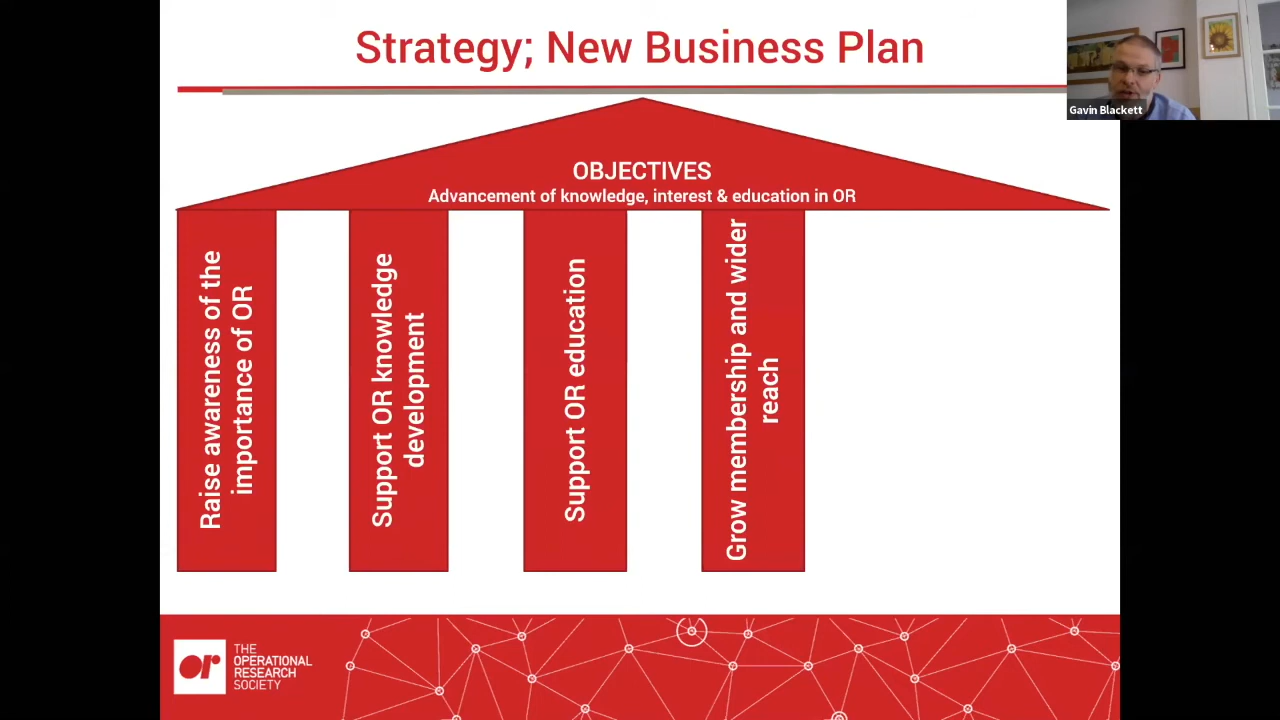 Strategy; New Business Plan
Gavin Blackett
OBJECTIVES
Advancement of knowledge, interest & education in OR
Raise awareness of the
importance of OR
Support OR knowledge
development
Support OR education
Grow membership and wider
reach
or
THE
OPERATIONAL
RESEARCH
SOCIETY